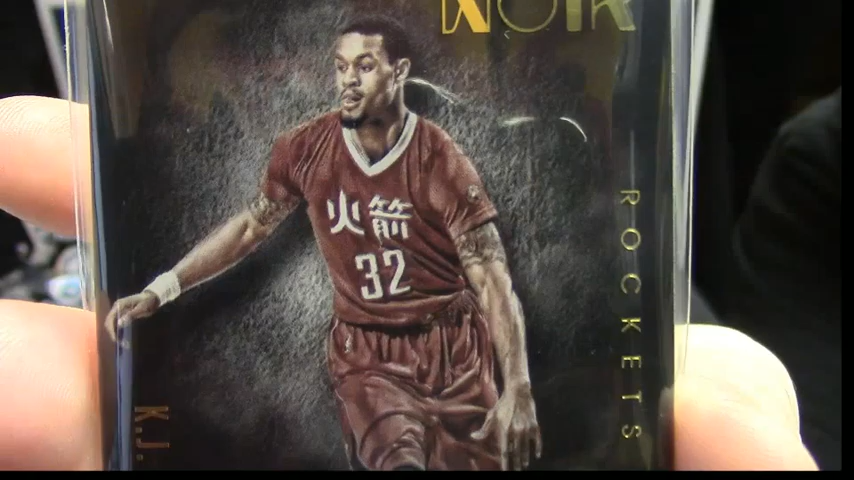 NOIR
火箭
32
ROCKETS
K.J.